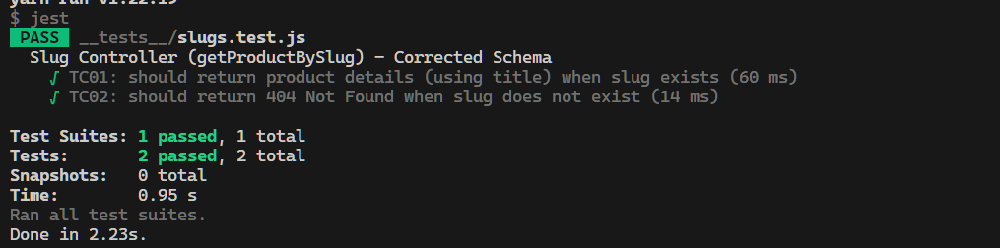 yarn run v1.22.19
$ jest
PASS __tests__/slugs.test.js
Slug Controller (getProductBySlug) – Corrected Schema
√ TC01: should return product details (using title) when slug exists (60 ms)
√ TC02: should return 404 Not Found when slug does not exist (14 ms)
Test Suites: 1 passed, 1 total
Tests: 2 passed, 2 total
Snapshots: 0 total
Time: 0.95 s
Ran all test suites.
Done in 2.23s.